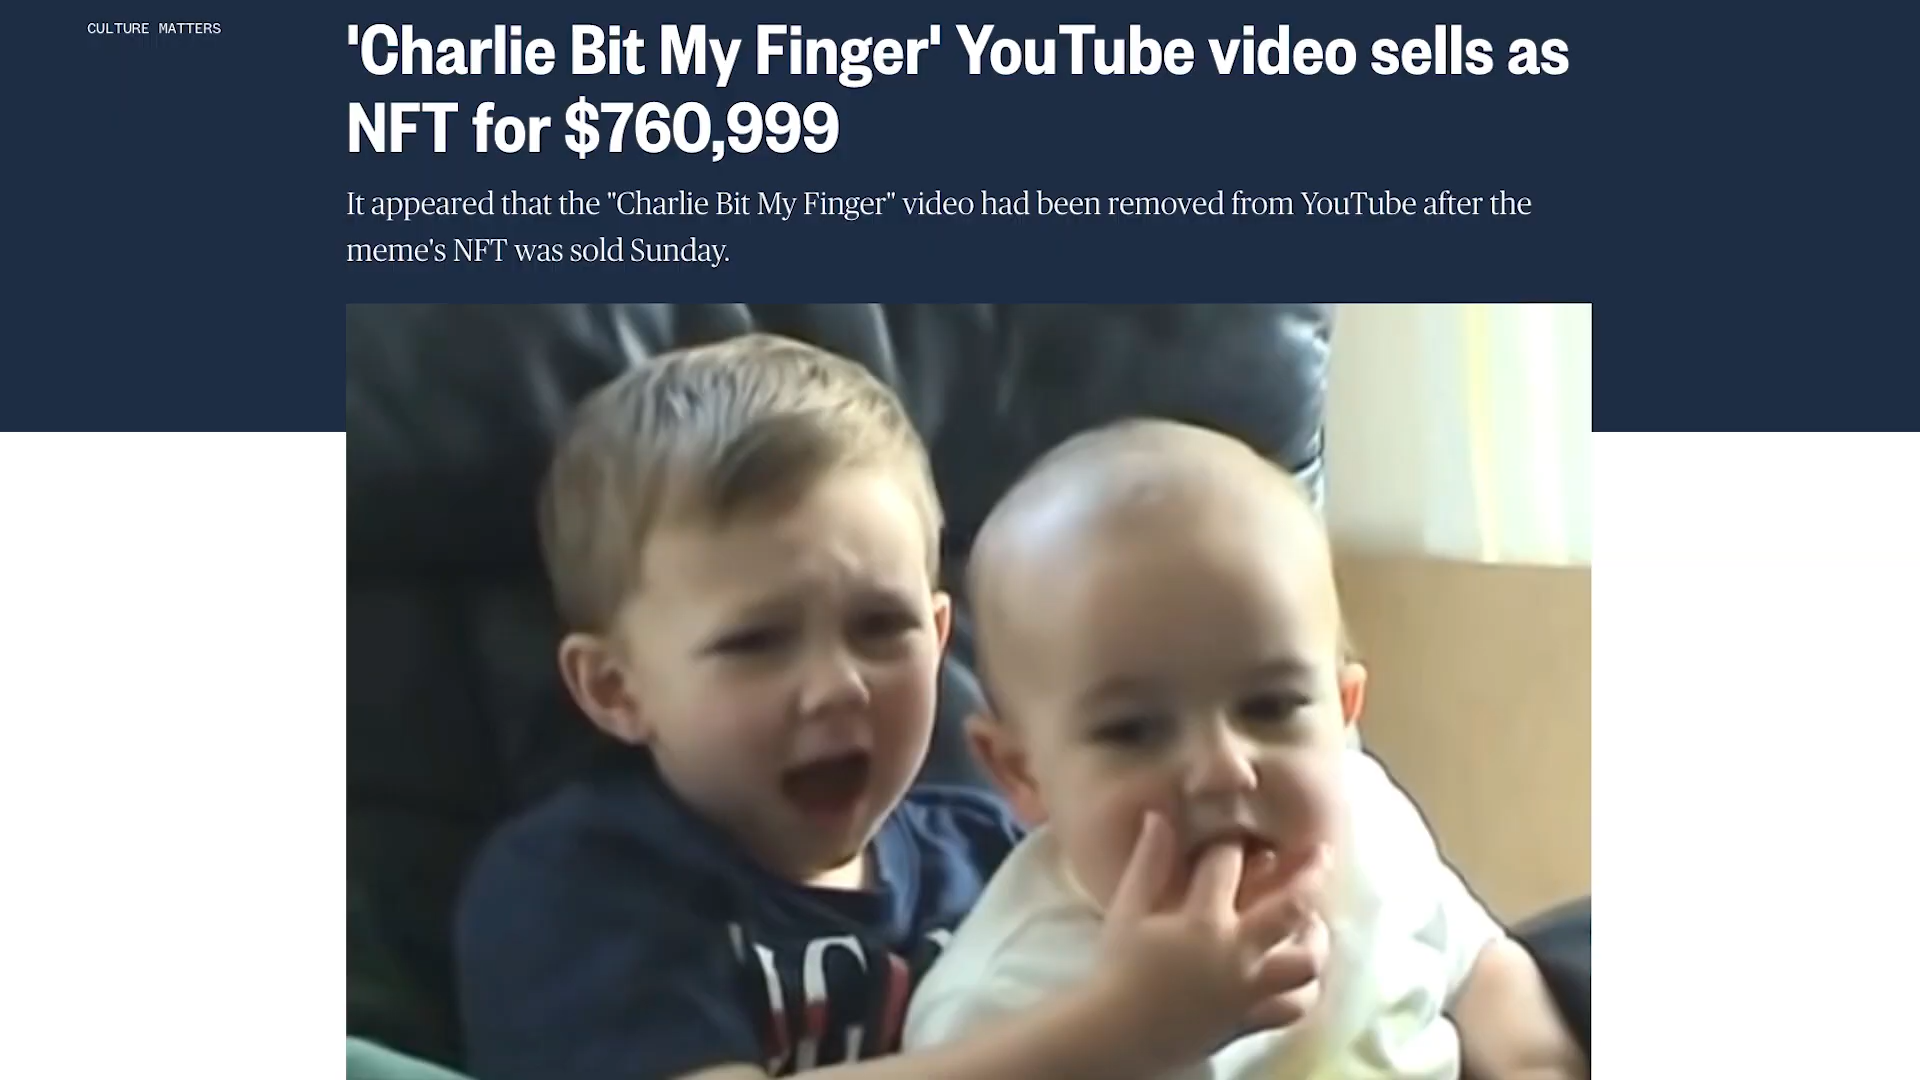 CULTURE MATTERS
'Charlie Bit My Finger' YouTube video sells as
NFT for $760,999
It appeared that the "Charlie Bit My Finger" video had been removed from YouTube after the
meme's NFT was sold Sunday.